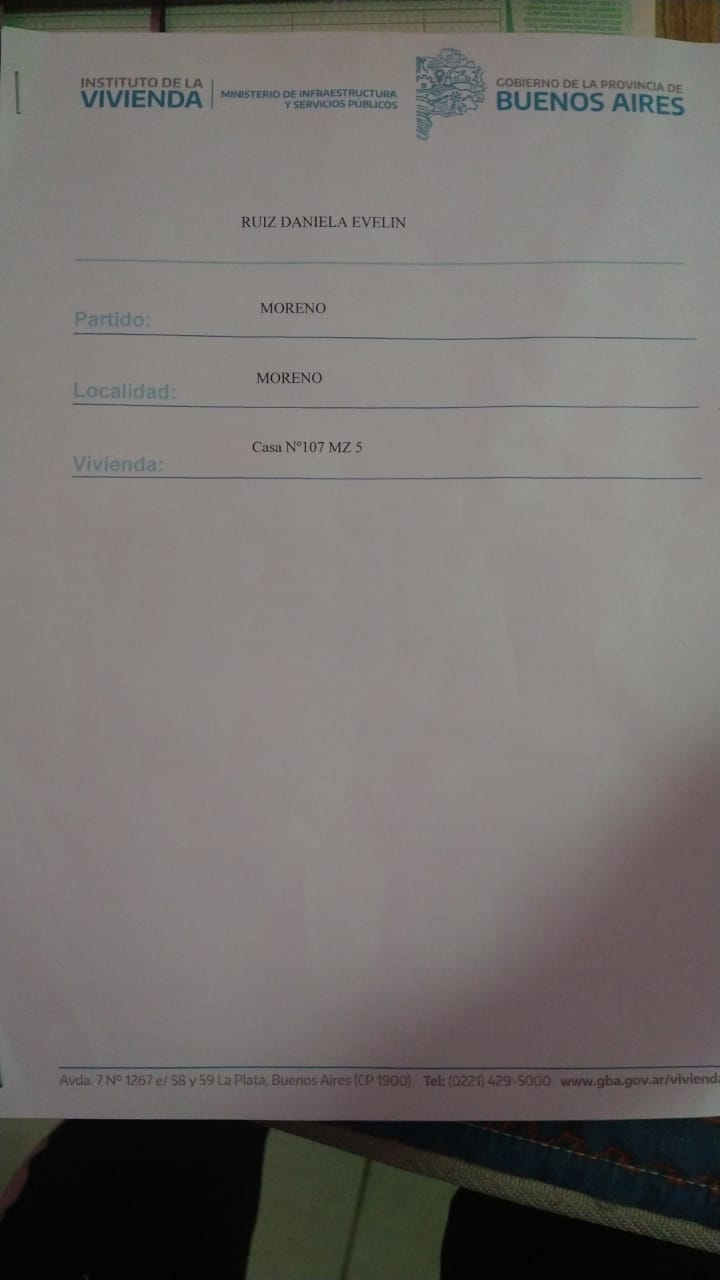 INSTITUTO DE LA
VIVIENDA
MINISTERIO DE INFRAESTRUCTURA
Y SERVICIOS PÚBLICOS
GOBIERNO DE LA PROVINCIA DE
BUENOS AIRES
RUIZ DANIELA EVELIN
Partido: MORENO
Localidad: MORENO
Vivienda: Casa Nº107 MZ 5
Avda. 7 Nº 1267 e/ 58 y 59 La Plata, Buenos Aires (CP 1900) Tel: (0221) 429-5000 www.gba.gov.ar/vivienda